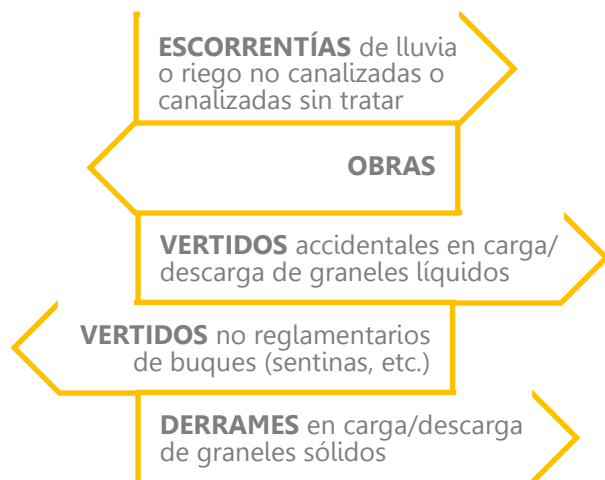 ESCORRENTÍAS de lluvia
o riego no canalizadas o
canalizadas sin tratar
OBRAS
VERTIDOS accidentales en carga/
descarga de graneles líquidos
VERTIDOS no reglamentarios
de buques (sentinas, etc.)
DERRAMES en carga/descarga
de graneles sólidos